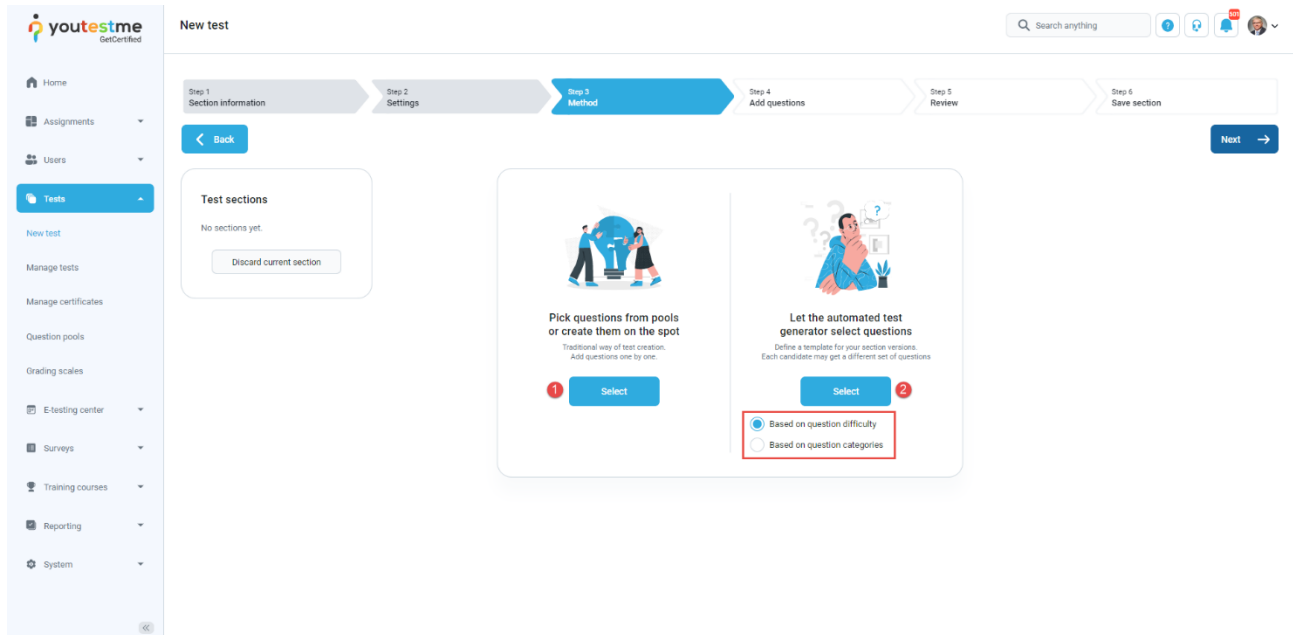 youtestme
GetCertified
New test
Search anything
?
501
Home
Assignments
Users
Tests
New test
Manage tests
Manage certificates
Question pools
Grading scales
E-testing center
Surveys
Training courses
Reporting
System
Step 1
Section information
Step 2
Settings
Step 3
Method
Step 4
Add questions
Step 5
Review
Step 6
Save section
Back
Next
Test sections
No sections yet.
Discard current section
Pick questions from pools
or create them on the spot
Traditional way of test creation.
Add questions one by one.
1
Select
Let the automated test
generator select questions
Define a template for your section versions.
Each candidate may get a different set of questions
Select
2
Based on question difficulty
Based on question categories